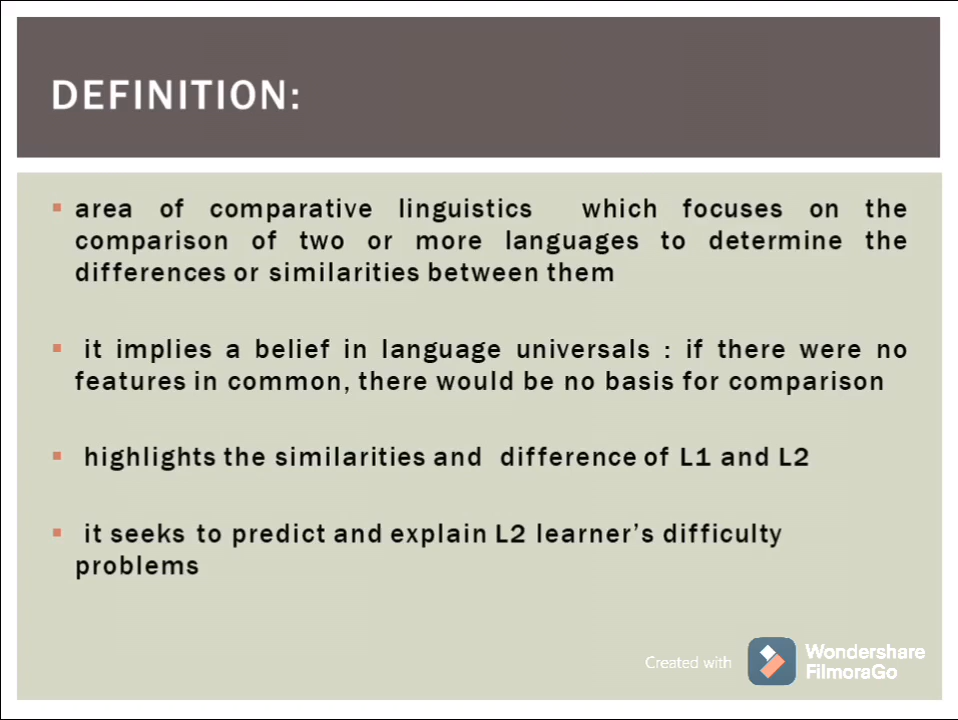 DEFINITION:
▪ area of comparative linguistics which focuses on the
comparison of two or more languages to determine the
differences or similarities between them
▪ it implies a belief in language universals : if there were no
features in common, there would be no basis for comparison
▪ highlights the similarities and difference of L1 and L2
▪ it seeks to predict and explain L2 learner’s difficulty
problems
Created with Wondershare
FilmoraGo